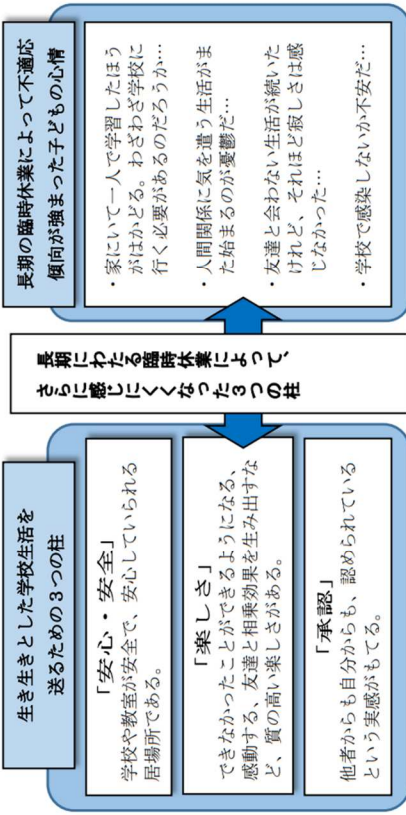 生き生きとした学校生活を
送るための３つの柱
「安心・安全」
学校や教室が安全で、安心していられる
居場所である。
「楽しさ」
できなかったことができるようになる、
感動する、友達と相乗効果を生み出すな
ど、質の高い楽しさがある。
「承認」
他者からも自分からも、認められている
という実感がもてる。
長期にわたる臨時休業によって、
さらに感じにくくなった３つの柱
長期の臨時休業によって不適応
傾向が強まった子どもの心情
・家にいて一人で学習したほう
がはかどる。わざわざ学校に
行く必要があるのだろうか…
・人間関係に気を遣う生活がま
た始まるのが憂鬱だ…
・友達と会わない生活が続いた
けれど、それほど寂しさは感
じなかった…
・学校で感染しないか不安だ…